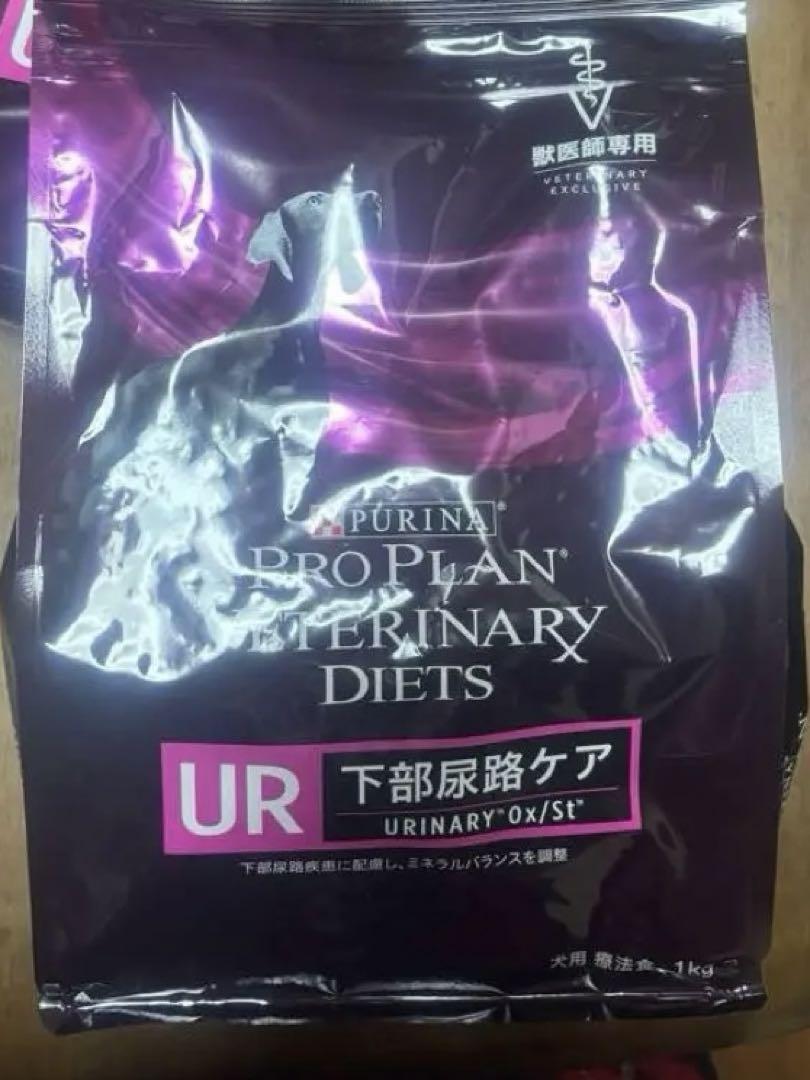 獣医師専用
VETERINARY
EXCLUSIVE
PURINA®
PRO PLAN®
VETERINARY
DIETS
UR
下部尿路ケア
URINARY™ Ox/St™
下部尿路疾患に配慮し、ミネラルバランスを調整
犬用 療法食 1kg